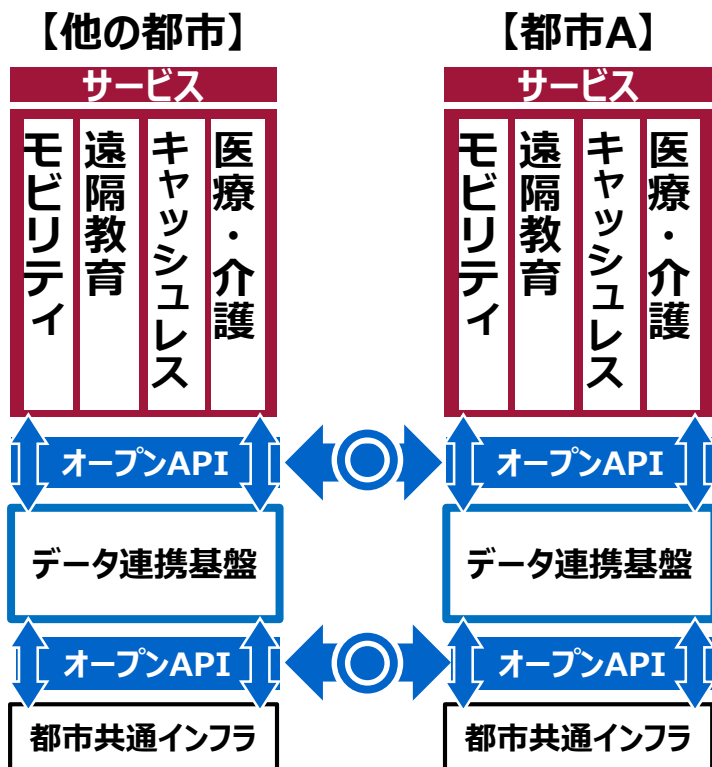 【他の都市】
サービス
モビリティ
遠隔教育
キャッシュレス
医療・介護
オープンAPI
データ連携基盤
オープンAPI
都市共通インフラ
【都市A】
サービス
モビリティ
遠隔教育
キャッシュレス
医療・介護
オープンAPI
データ連携基盤
オープンAPI
都市共通インフラ